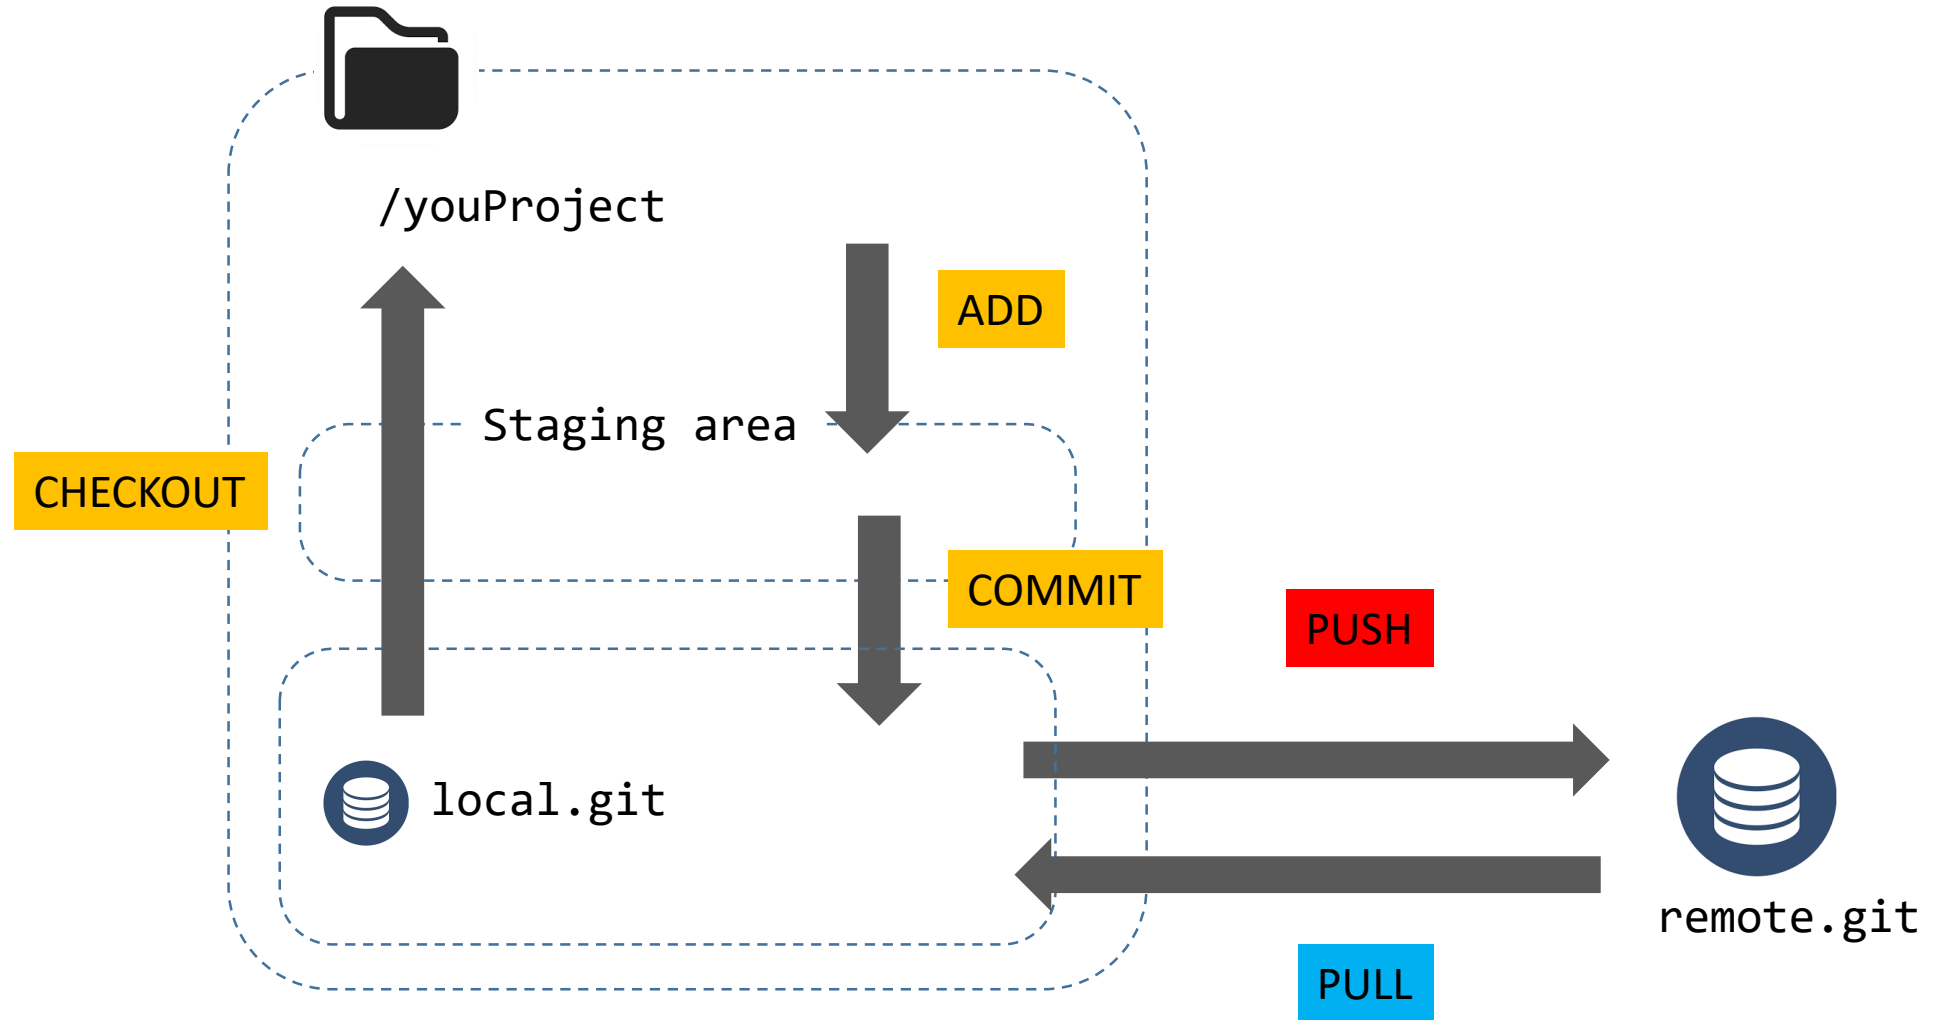 /youProject
ADD
Staging area
CHECKOUT
COMMIT
PUSH
local.git
remote.git
PULL